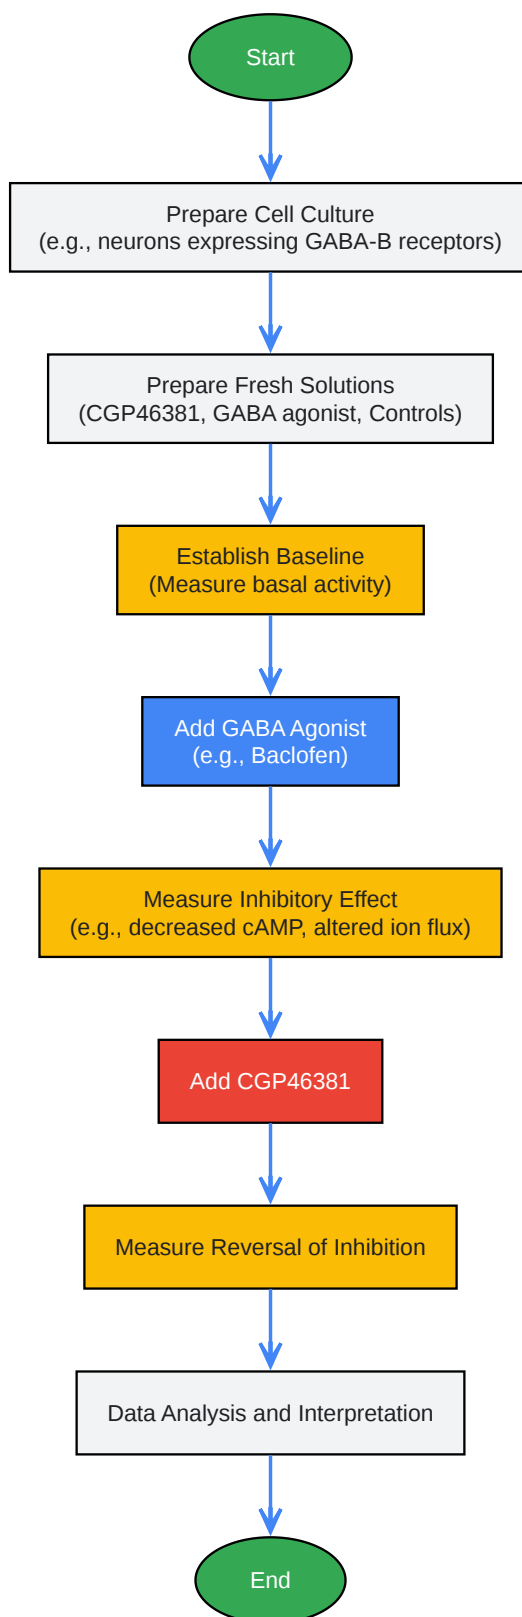 Start
Prepare Cell Culture
(e.g., neurons expressing GABA-B receptors)
Prepare Fresh Solutions
(CGP46381, GABA agonist, Controls)
Establish Baseline
(Measure basal activity)
Add GABA Agonist
(e.g., Baclofen)
Measure Inhibitory Effect
(e.g., decreased cAMP, altered ion flux)
Add CGP46381
Measure Reversal of Inhibition
Data Analysis and Interpretation
End